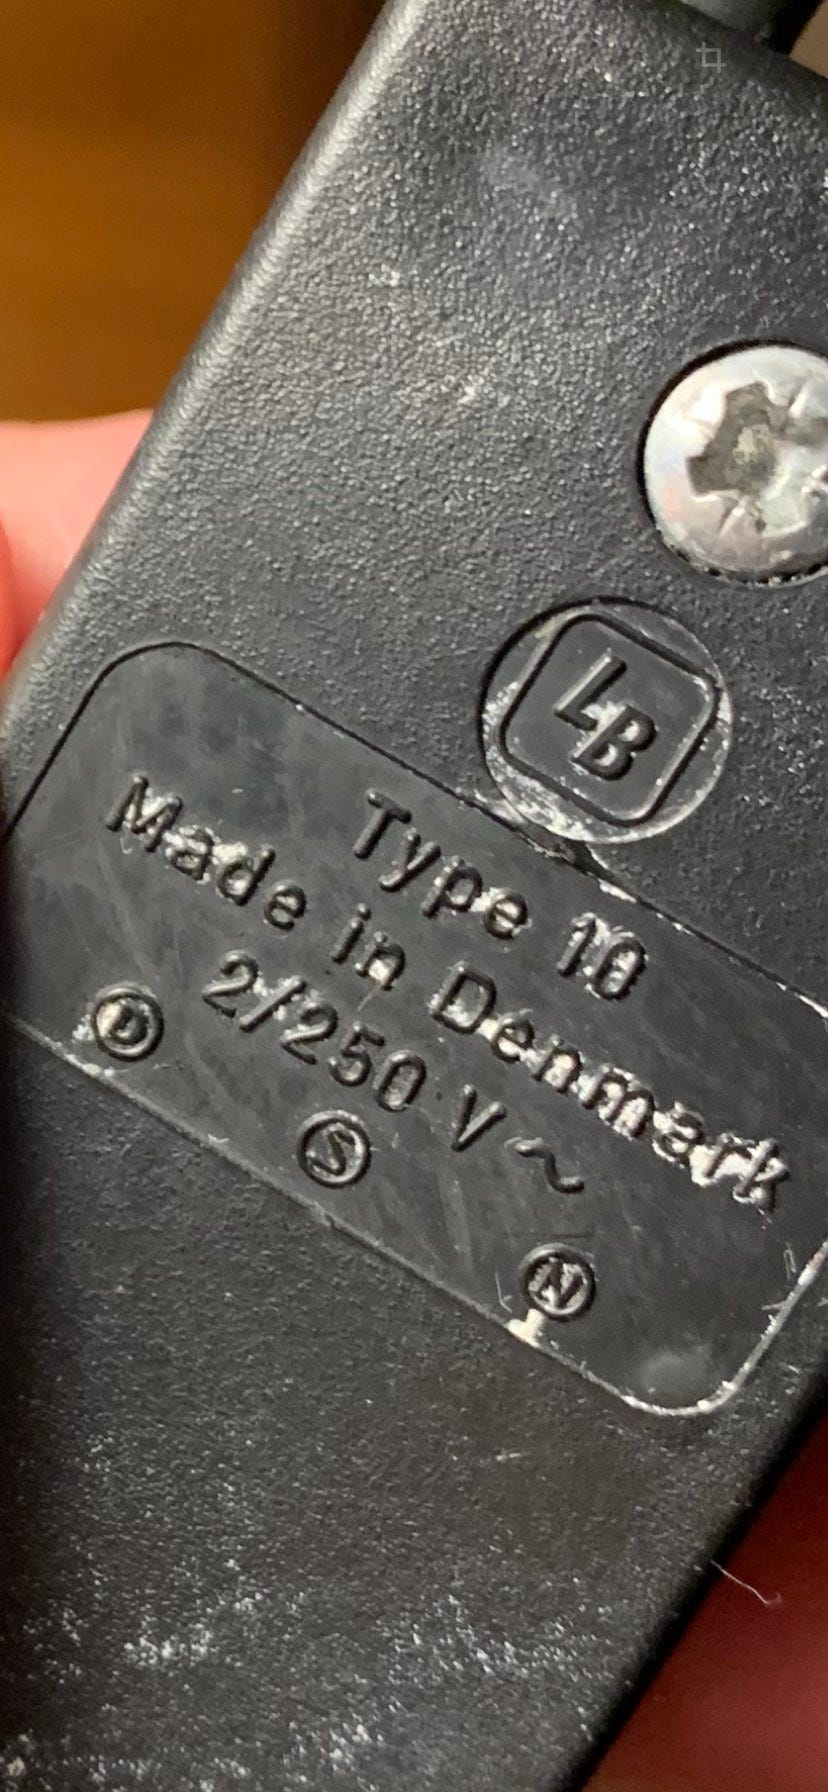 LB
Type 10
Made in Denmark
2/250 V ~
D S N